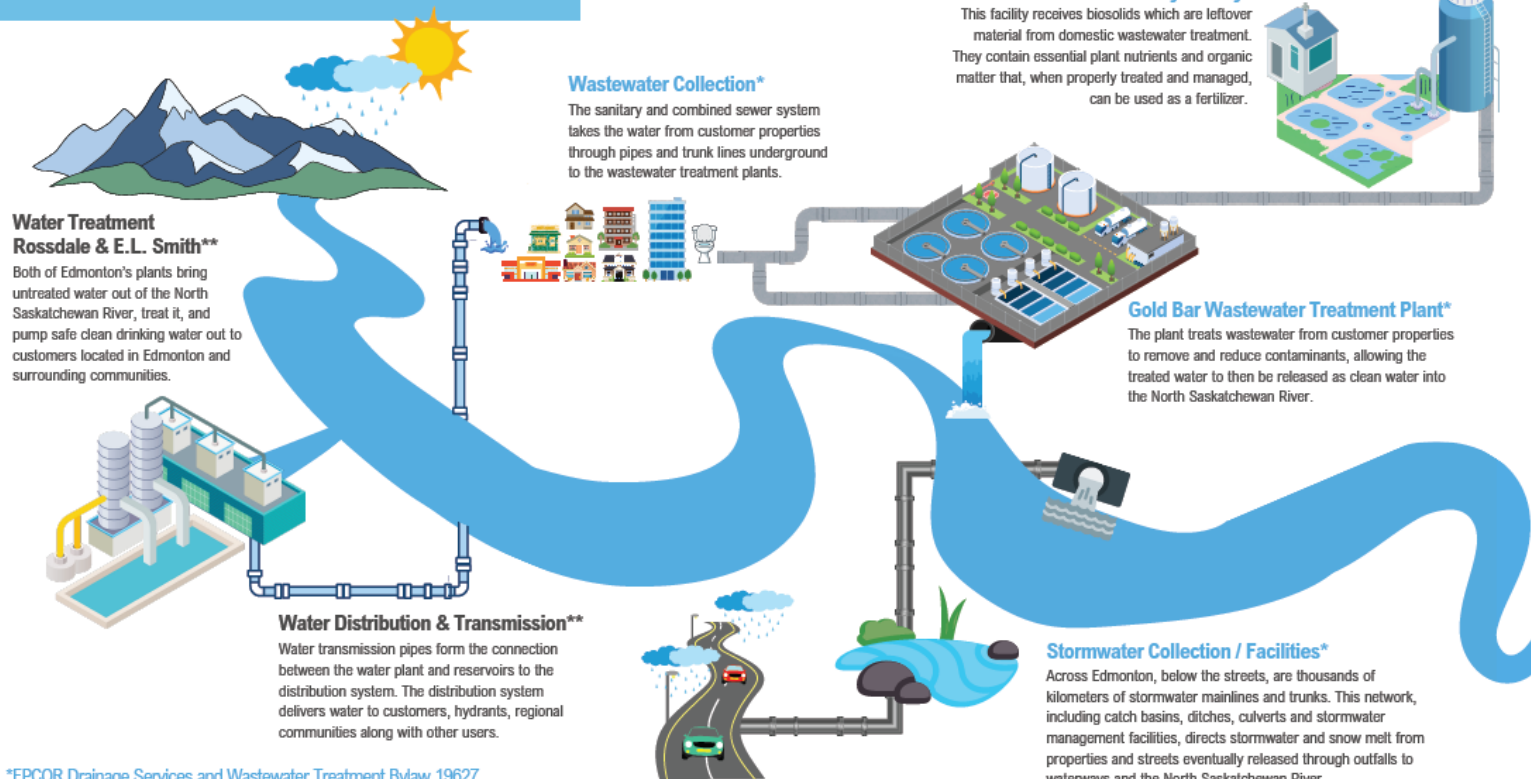 This facility receives biosolids which are leftover
material from domestic wastewater treatment.
They contain essential plant nutrients and organic
matter that, when properly treated and managed,
can be used as a fertilizer.
Wastewater Collection*
The sanitary and combined sewer system
takes the water from customer properties
through pipes and trunk lines underground
to the wastewater treatment plants.
Water Treatment
Rossdale & E.L. Smith**
Both of Edmonton's plants bring
untreated water out of the North
Saskatchewan River, treat it, and
pump safe clean drinking water out to
customers located in Edmonton and
surrounding communities.
Gold Bar Wastewater Treatment Plant*
The plant treats wastewater from customer properties
to remove and reduce contaminants, allowing the
treated water to then be released as clean water into
the North Saskatchewan River.
Water Distribution & Transmission**
Water transmission pipes form the connection
between the water plant and reservoirs to the
distribution system. The distribution system
delivers water to customers, hydrants, regional
communities along with other users.
Stormwater Collection / Facilities*
Across Edmonton, below the streets, are thousands of
kilometers of stormwater mainlines and trunks. This network,
including catch basins, ditches, culverts and stormwater
management facilities, directs stormwater and snow melt from
properties and streets eventually released through outfalls to
waterways and the North Saskatchewan River
*EPCOR Drainage Services and Wastewater Treatment Bylaw 19627